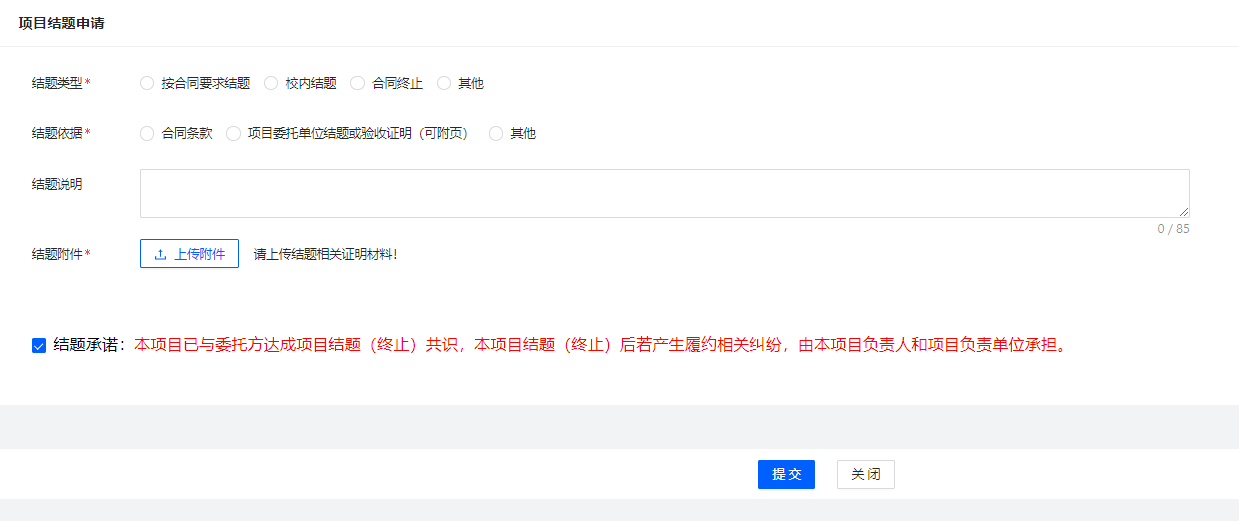 项目结题申请
结题类型* 按合同要求结题 校内结题 合同终止 其他
结题依据* 合同条款 项目委托单位结题或验收证明（可附页） 其他
结题说明
0 / 85
结题附件* 上传附件 请上传结题相关证明材料！
结题承诺：本项目已与委托方达成项目结题（终止）共识，本项目结题（终止）后若产生履约相关纠纷，由本项目负责人和项目负责单位承担。
提交 关闭